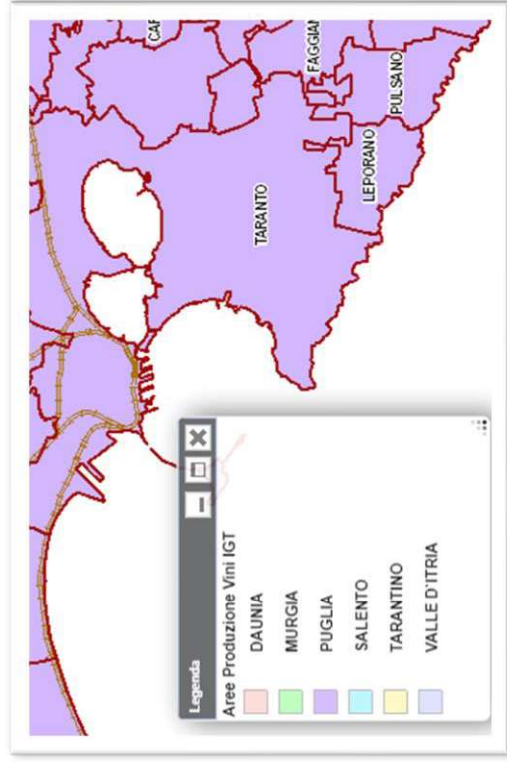 CAR
FAGGIAN
PULSANO
LEPORANO
TARANTO
Legenda
Aree Produzione Vini IGT
DAUNIA
MURGIA
PUGLIA
SALENTO
TARANTINO
VALLE D'ITRIA